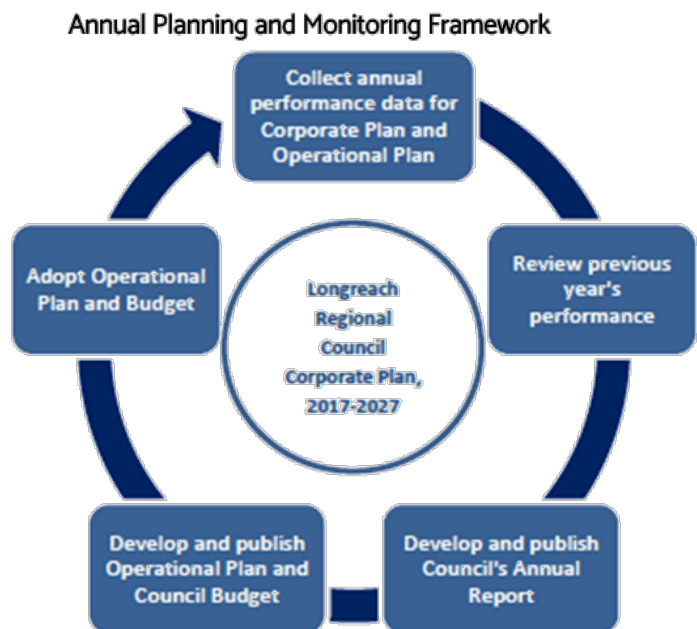 Annual Planning and Monitoring Framework
Collect annual
performance data for
Corporate Plan and
Operational Plan
Review previous
year's
performance
Develop and publish
Council's Annual
Report
Develop and publish
Operational Plan and
Council Budget
Adopt Operational
Plan and Budget
Longreach
Regional
Council
Corporate Plan,
2017-2027